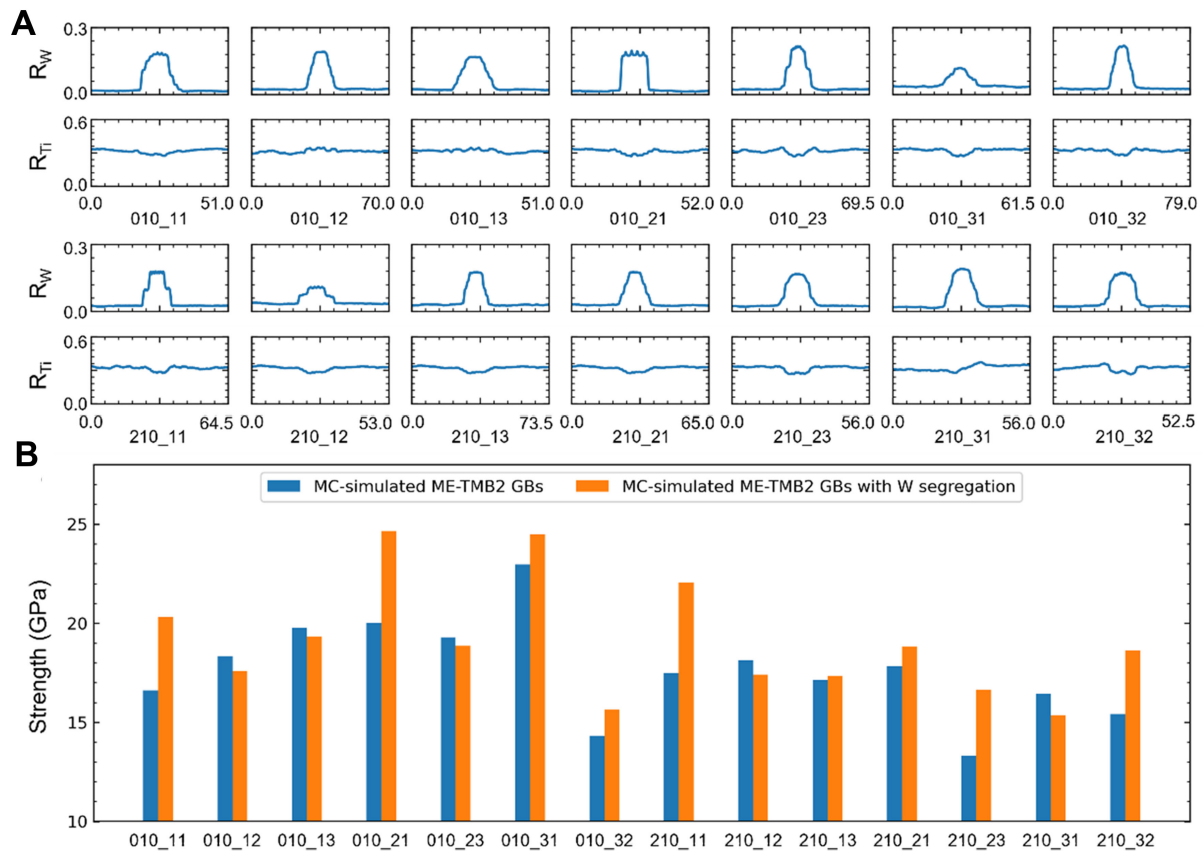 A
R_W 0.3 0.0
R_Ti 0.6 0.0
0.0 51.0 0.0 70.0 0.0 51.0 0.0 52.0 0.0 69.5 0.0 61.5 0.0 79.0
010_11 010_12 010_13 010_21 010_23 010_31 010_32
R_W 0.3 0.0
R_Ti 0.6 0.0
0.0 64.5 0.0 53.0 0.0 73.5 0.0 65.0 0.0 56.0 0.0 56.0 0.0 52.5
210_11 210_12 210_13 210_21 210_23 210_31 210_32
B
MC-simulated ME-TMB2 GBs MC-simulated ME-TMB2 GBs with W segregation
Strength (GPa)
25
20
15
10
010_11 010_12 010_13 010_21 010_23 010_31 010_32 210_11 210_12 210_13 210_21 210_23 210_31 210_32